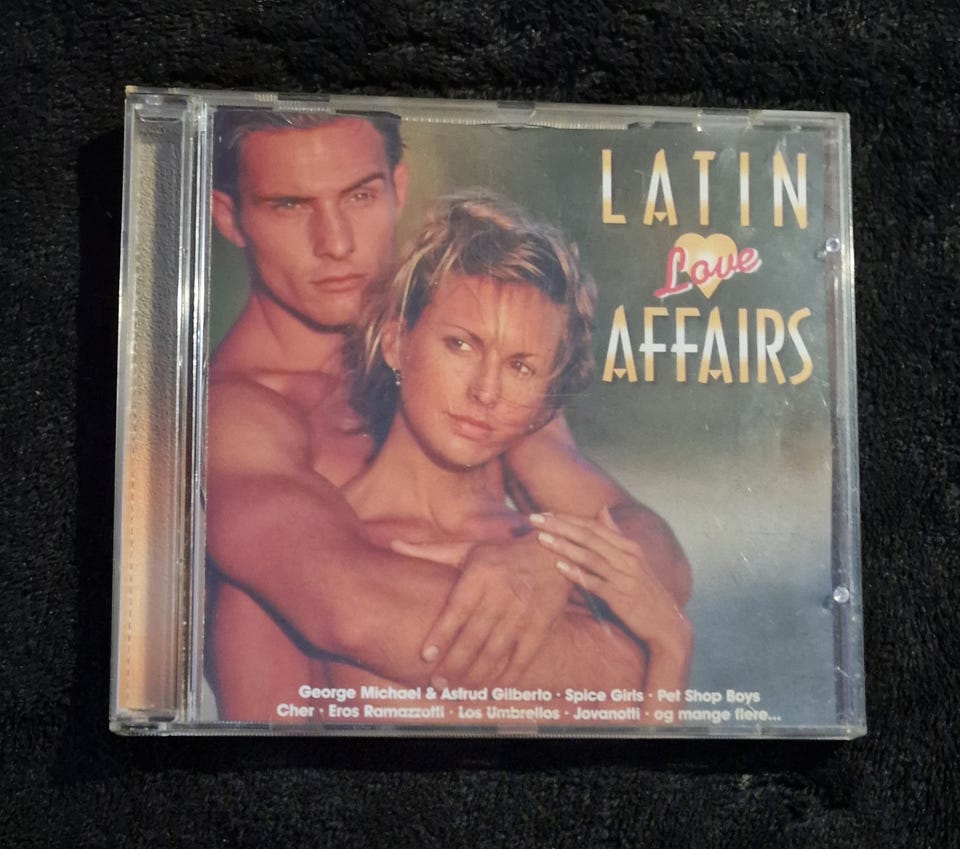 LATIN
Love
AFFAIRS
George Michael & Astrud Gilberto · Spice Girls · Pet Shop Boys
Cher · Eros Ramazzotti · Los Umbrellos · Jovanotti · og mange flere...